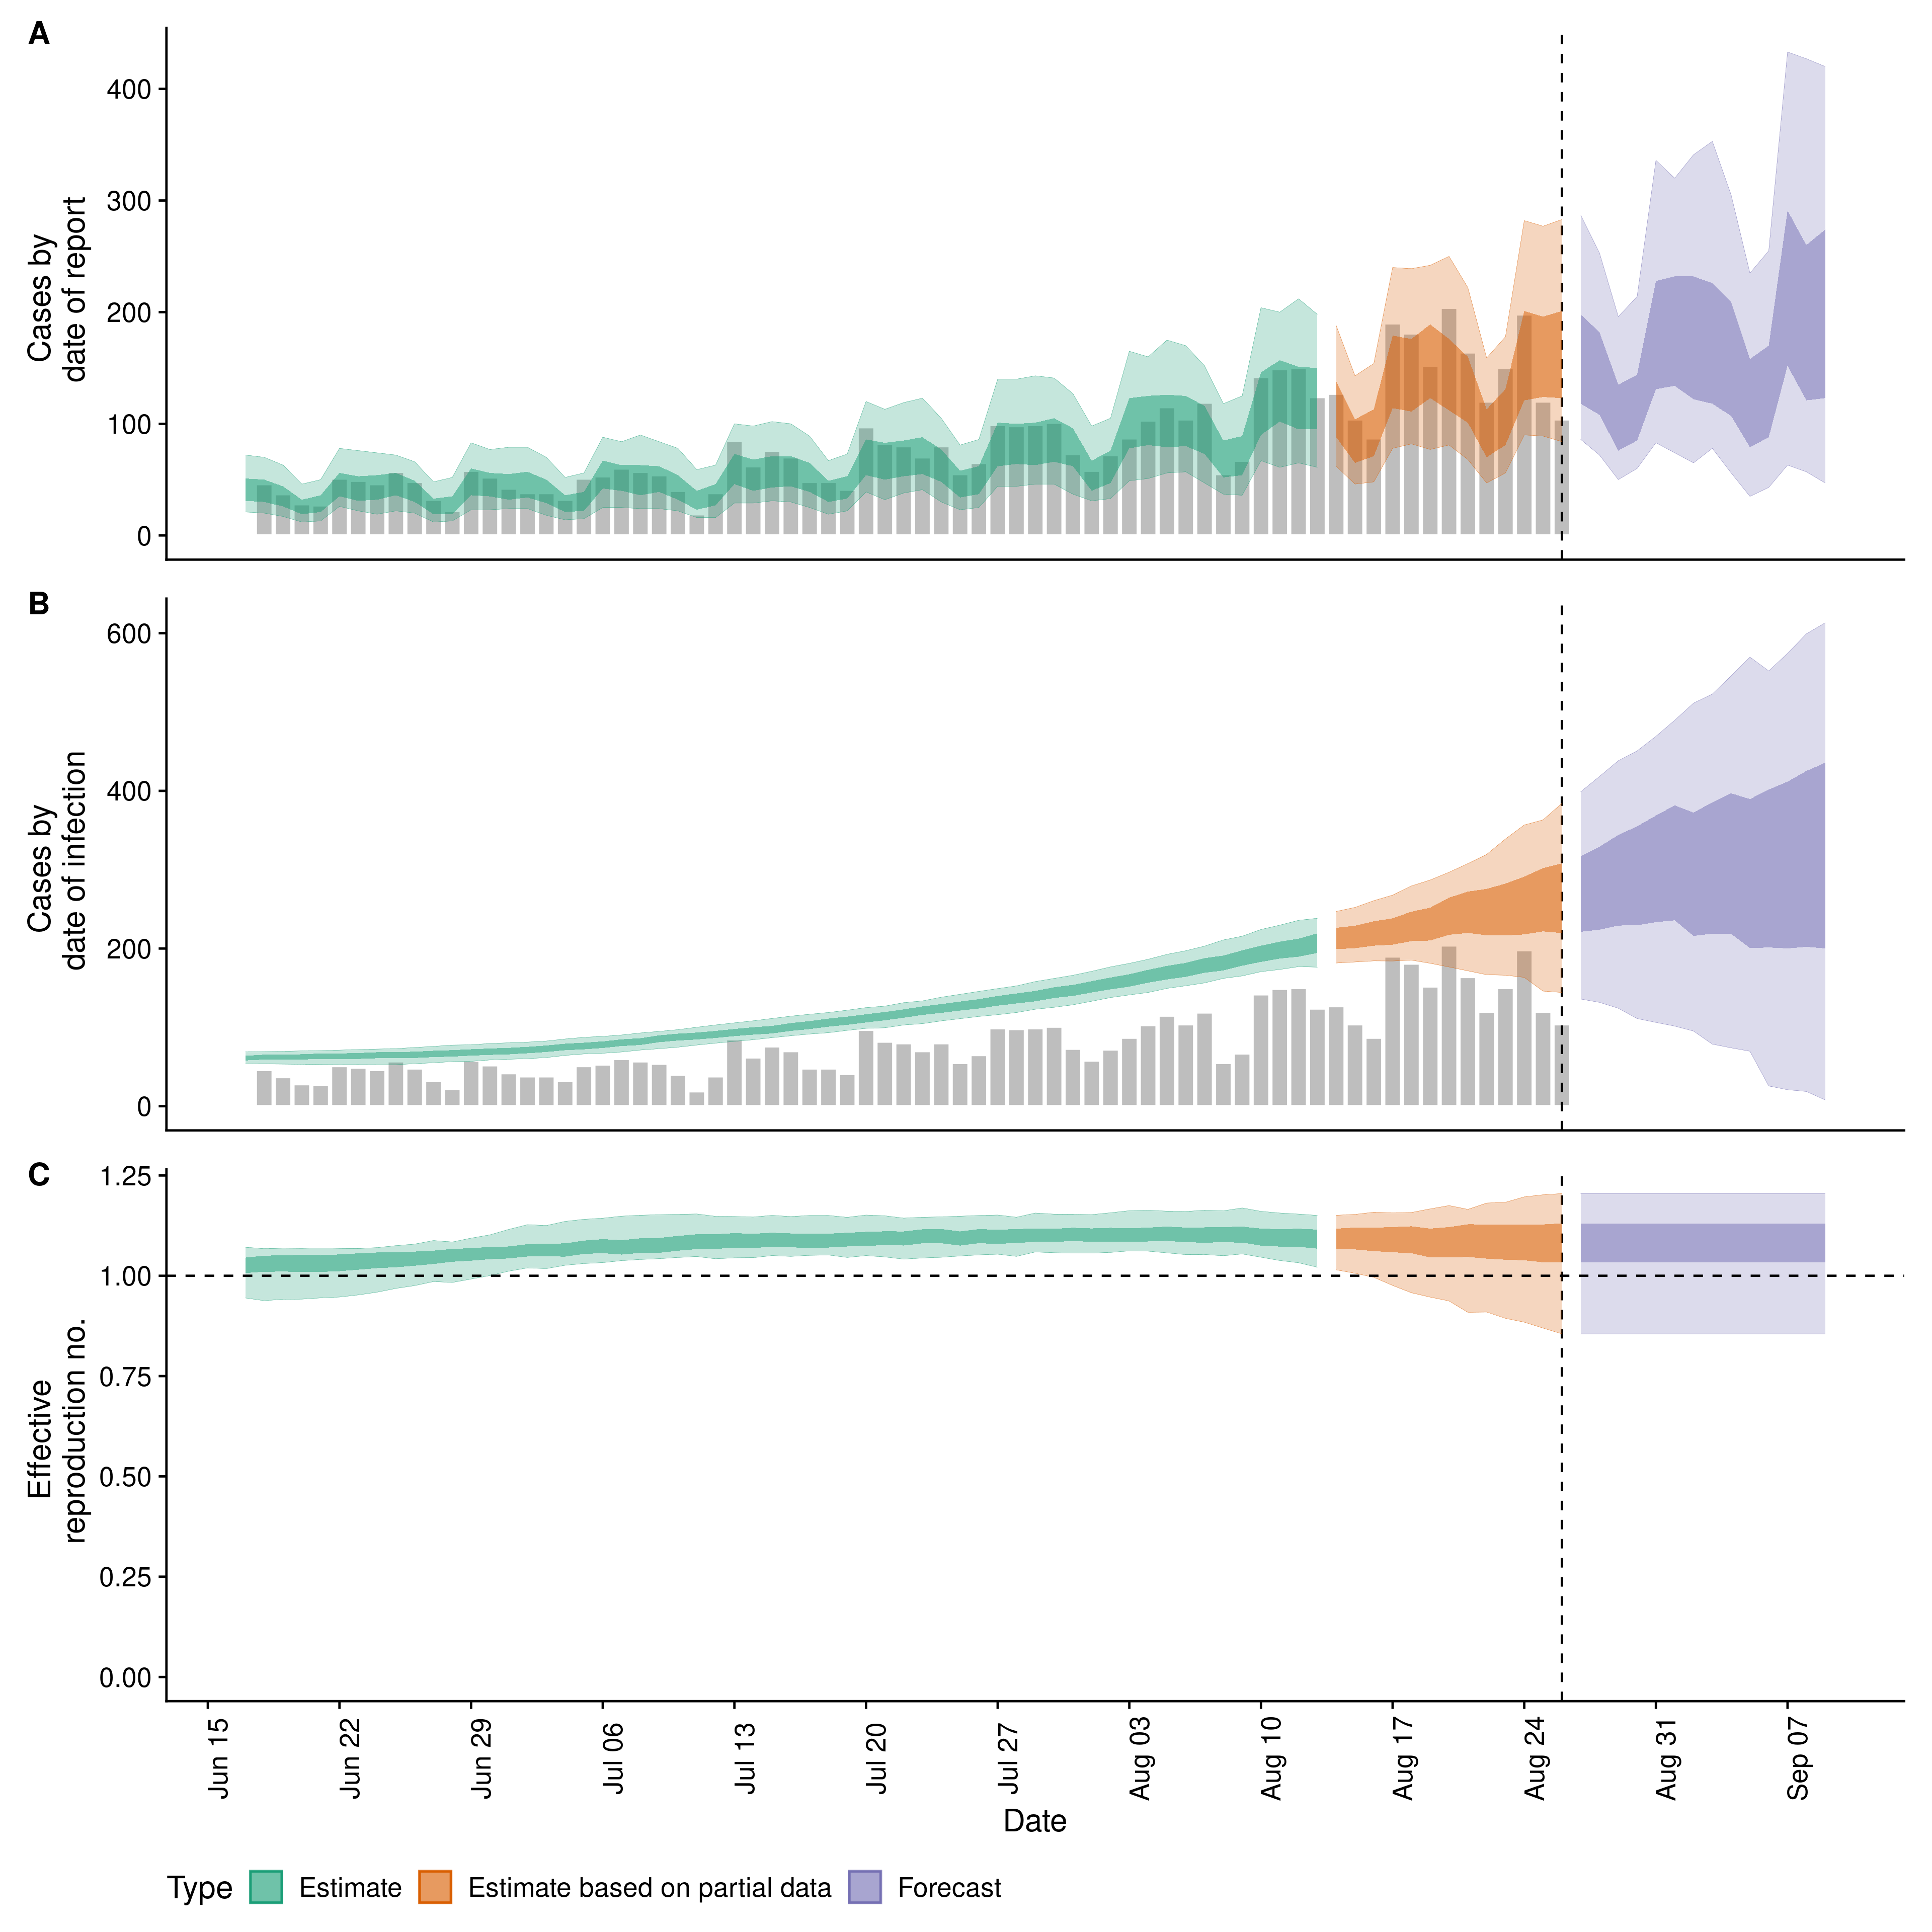 A
400
300
200
100
0
Cases by
date of report
B
600
400
200
0
Cases by
date of infection
C
1.25
1.00
0.75
0.50
0.25
0.00
Effective
reproduction no.
Jun 15
Jun 22
Jun 29
Jul 06
Jul 13
Jul 20
Jul 27
Aug 03
Aug 10
Aug 17
Aug 24
Aug 31
Sep 07
Date
Type Estimate Estimate based on partial data Forecast